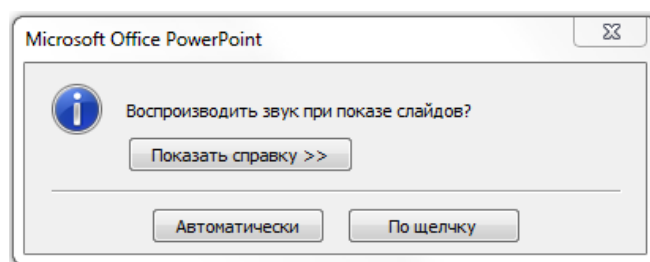 Microsoft Office PowerPoint
Воспроизводить звук при показе слайдов?
Показать справку >>
Автоматически
По щелчку